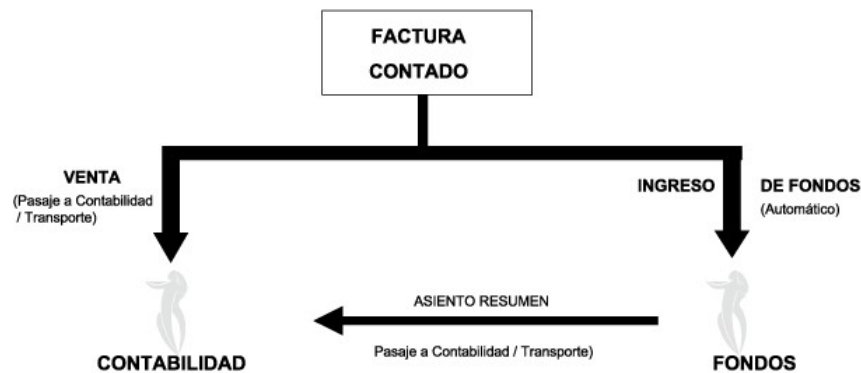 FACTURA
CONTADO
VENTA
(Pasaje a Contabilidad
/ Transporte)
INGRESO DE FONDOS
(Automático)
ASIENTO RESUMEN
Pasaje a Contabilidad / Transporte)
CONTABILIDAD
FONDOS